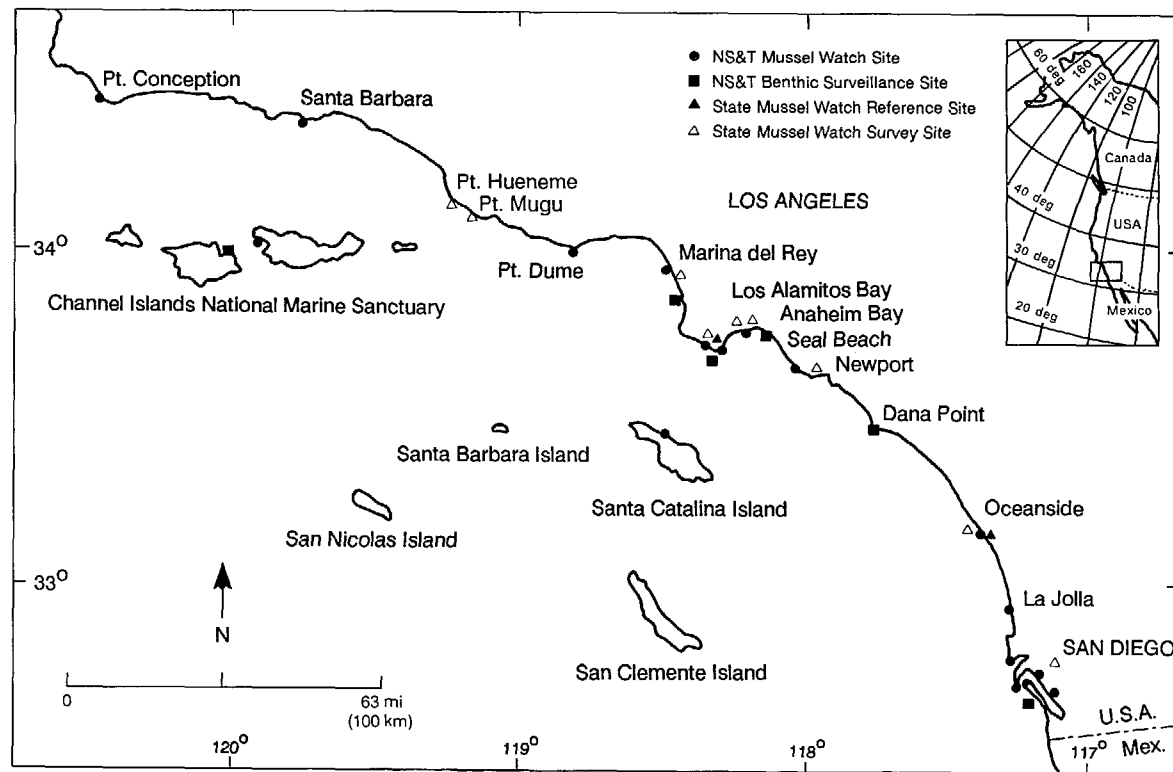 Pt. Conception
Santa Barbara
NS&T Mussel Watch Site
NS&T Benthic Surveillance Site
State Mussel Watch Reference Site
State Mussel Watch Survey Site
60 deg
160
140
120
100
Canada
40 deg
USA
30 deg
20 deg
Mexico
Pt. Hueneme
Pt. Mugu
LOS ANGELES
34°
Pt. Dume
Marina del Rey
Channel Islands National Marine Sanctuary
Los Alamitos Bay
Anaheim Bay
Seal Beach
Newport
Dana Point
Santa Barbara Island
Santa Catalina Island
San Nicolas Island
Oceanside
33°
La Jolla
N
SAN DIEGO
San Clemente Island
0
63 mi
(100 km)
U.S.A.
Mex.
120°
119°
118°
117°